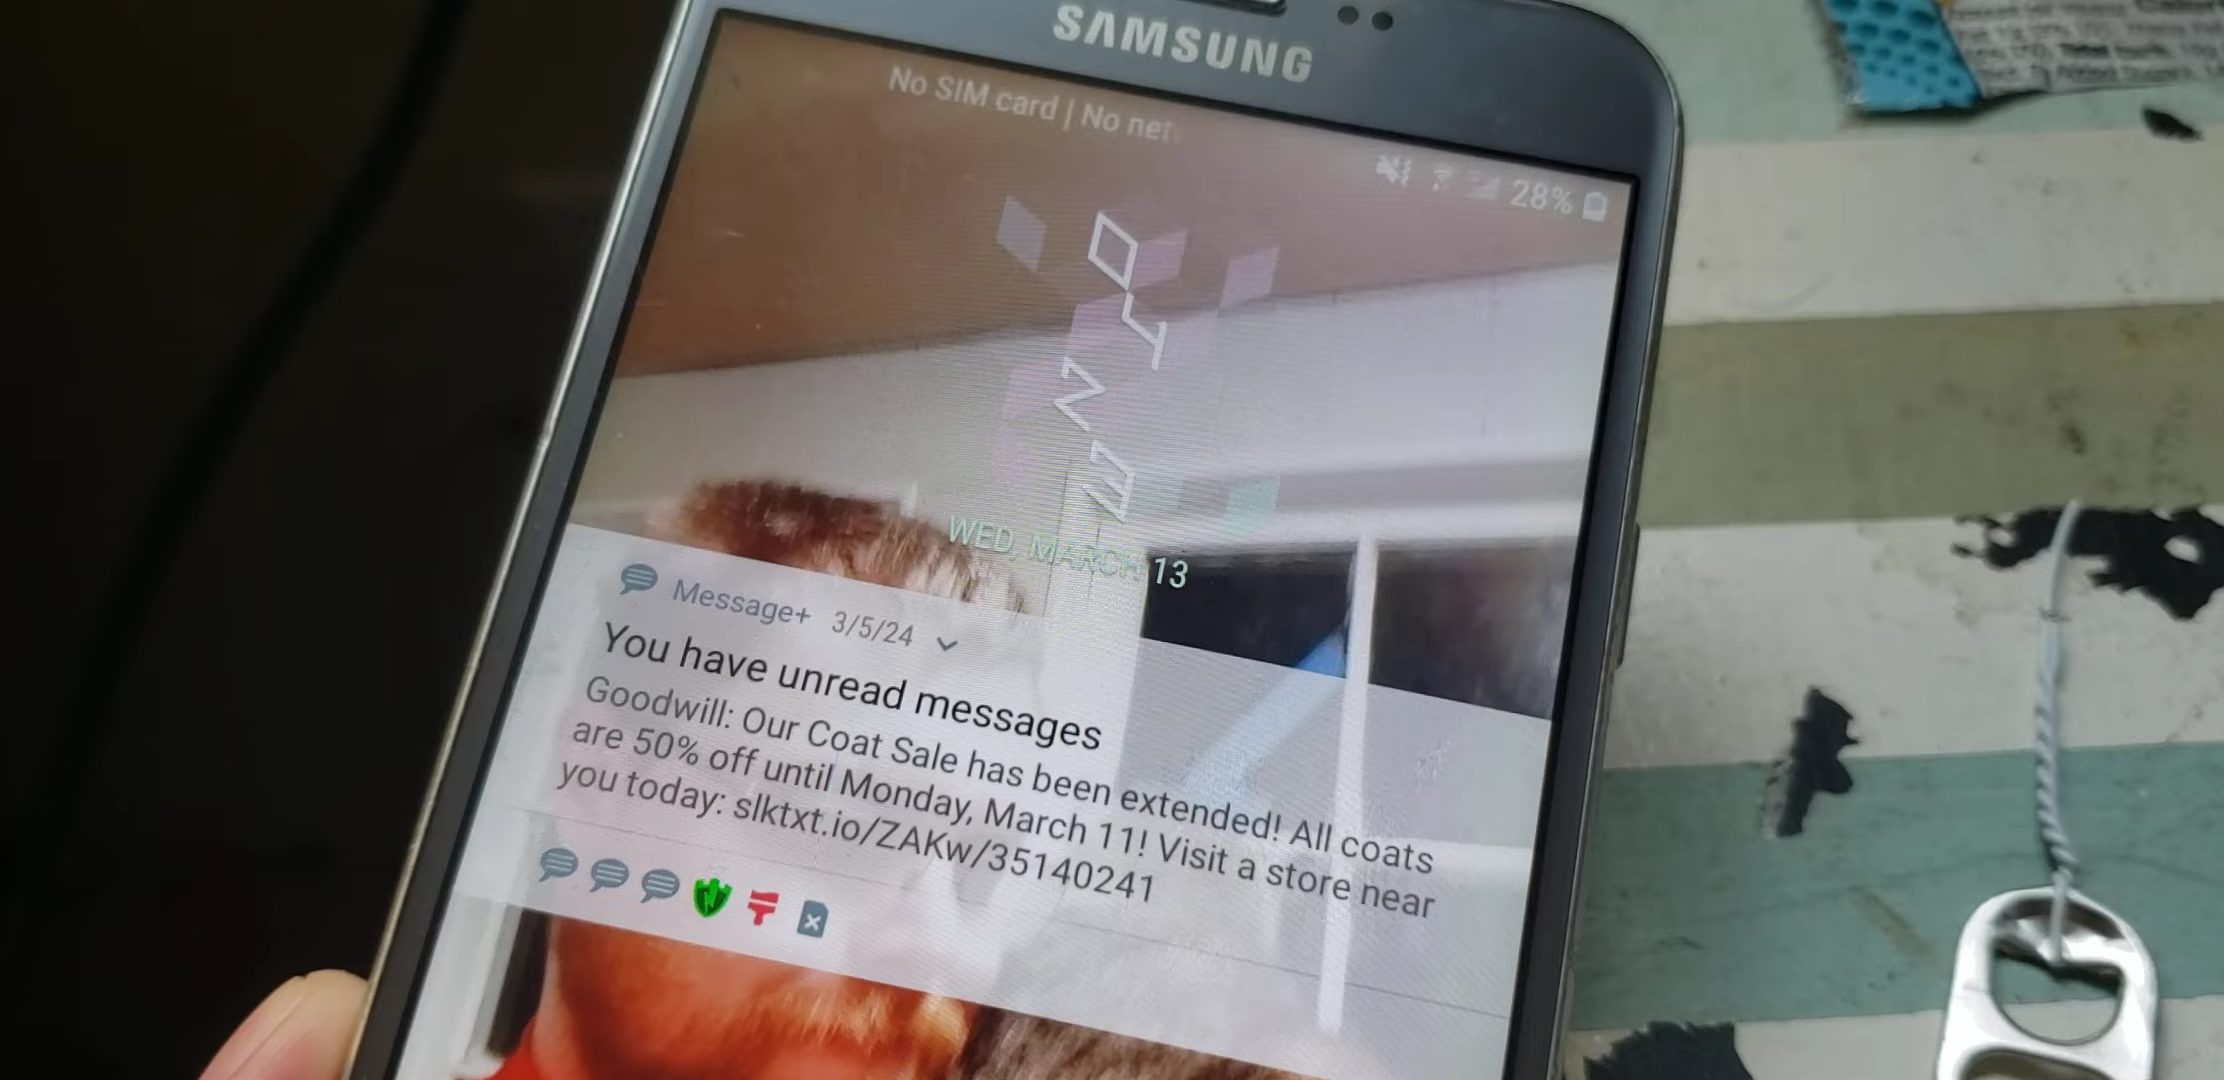 SAMSUNG
No SIM card | No net
28%
04
23
WED, MARCH 13
Message+ 3/5/24
You have unread messages
Goodwill: Our Coat Sale has been extended! All coats
are 50% off until Monday, March 11! Visit a store near
you today: slktxt.io/ZAKw/35140241